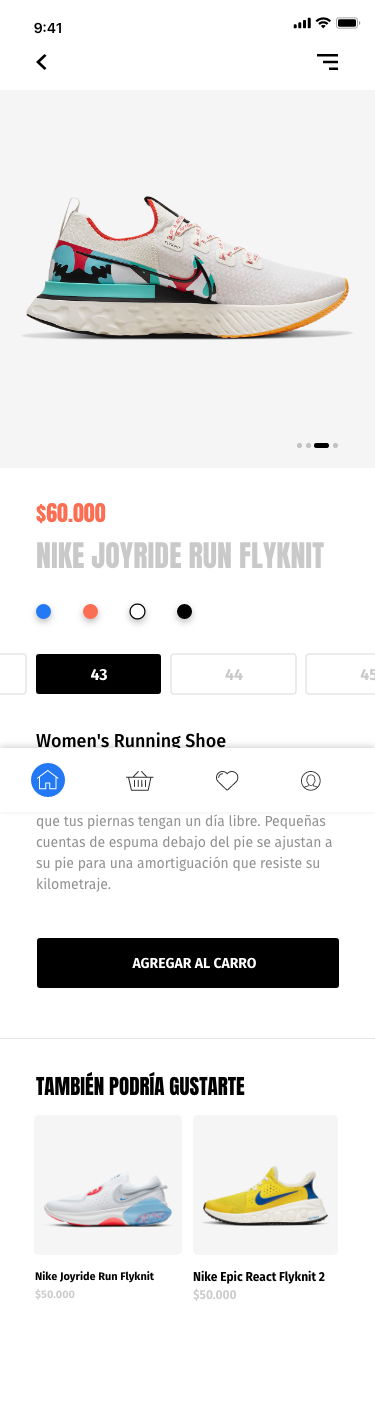 9:41
$60.000
NIKE JOYRIDE RUN FLYKNIT
43
44
45
Women's Running Shoe
que tus piernas tengan un día libre. Pequeñas
cuentas de espuma debajo del pie se ajustan a
su pie para una amortiguación que resiste su
kilometraje.
AGREGAR AL CARRO
TAMBIÉN PODRÍA GUSTARTE
Nike Joyride Run Flyknit
$50.000
Nike Epic React Flyknit 2
$50.000